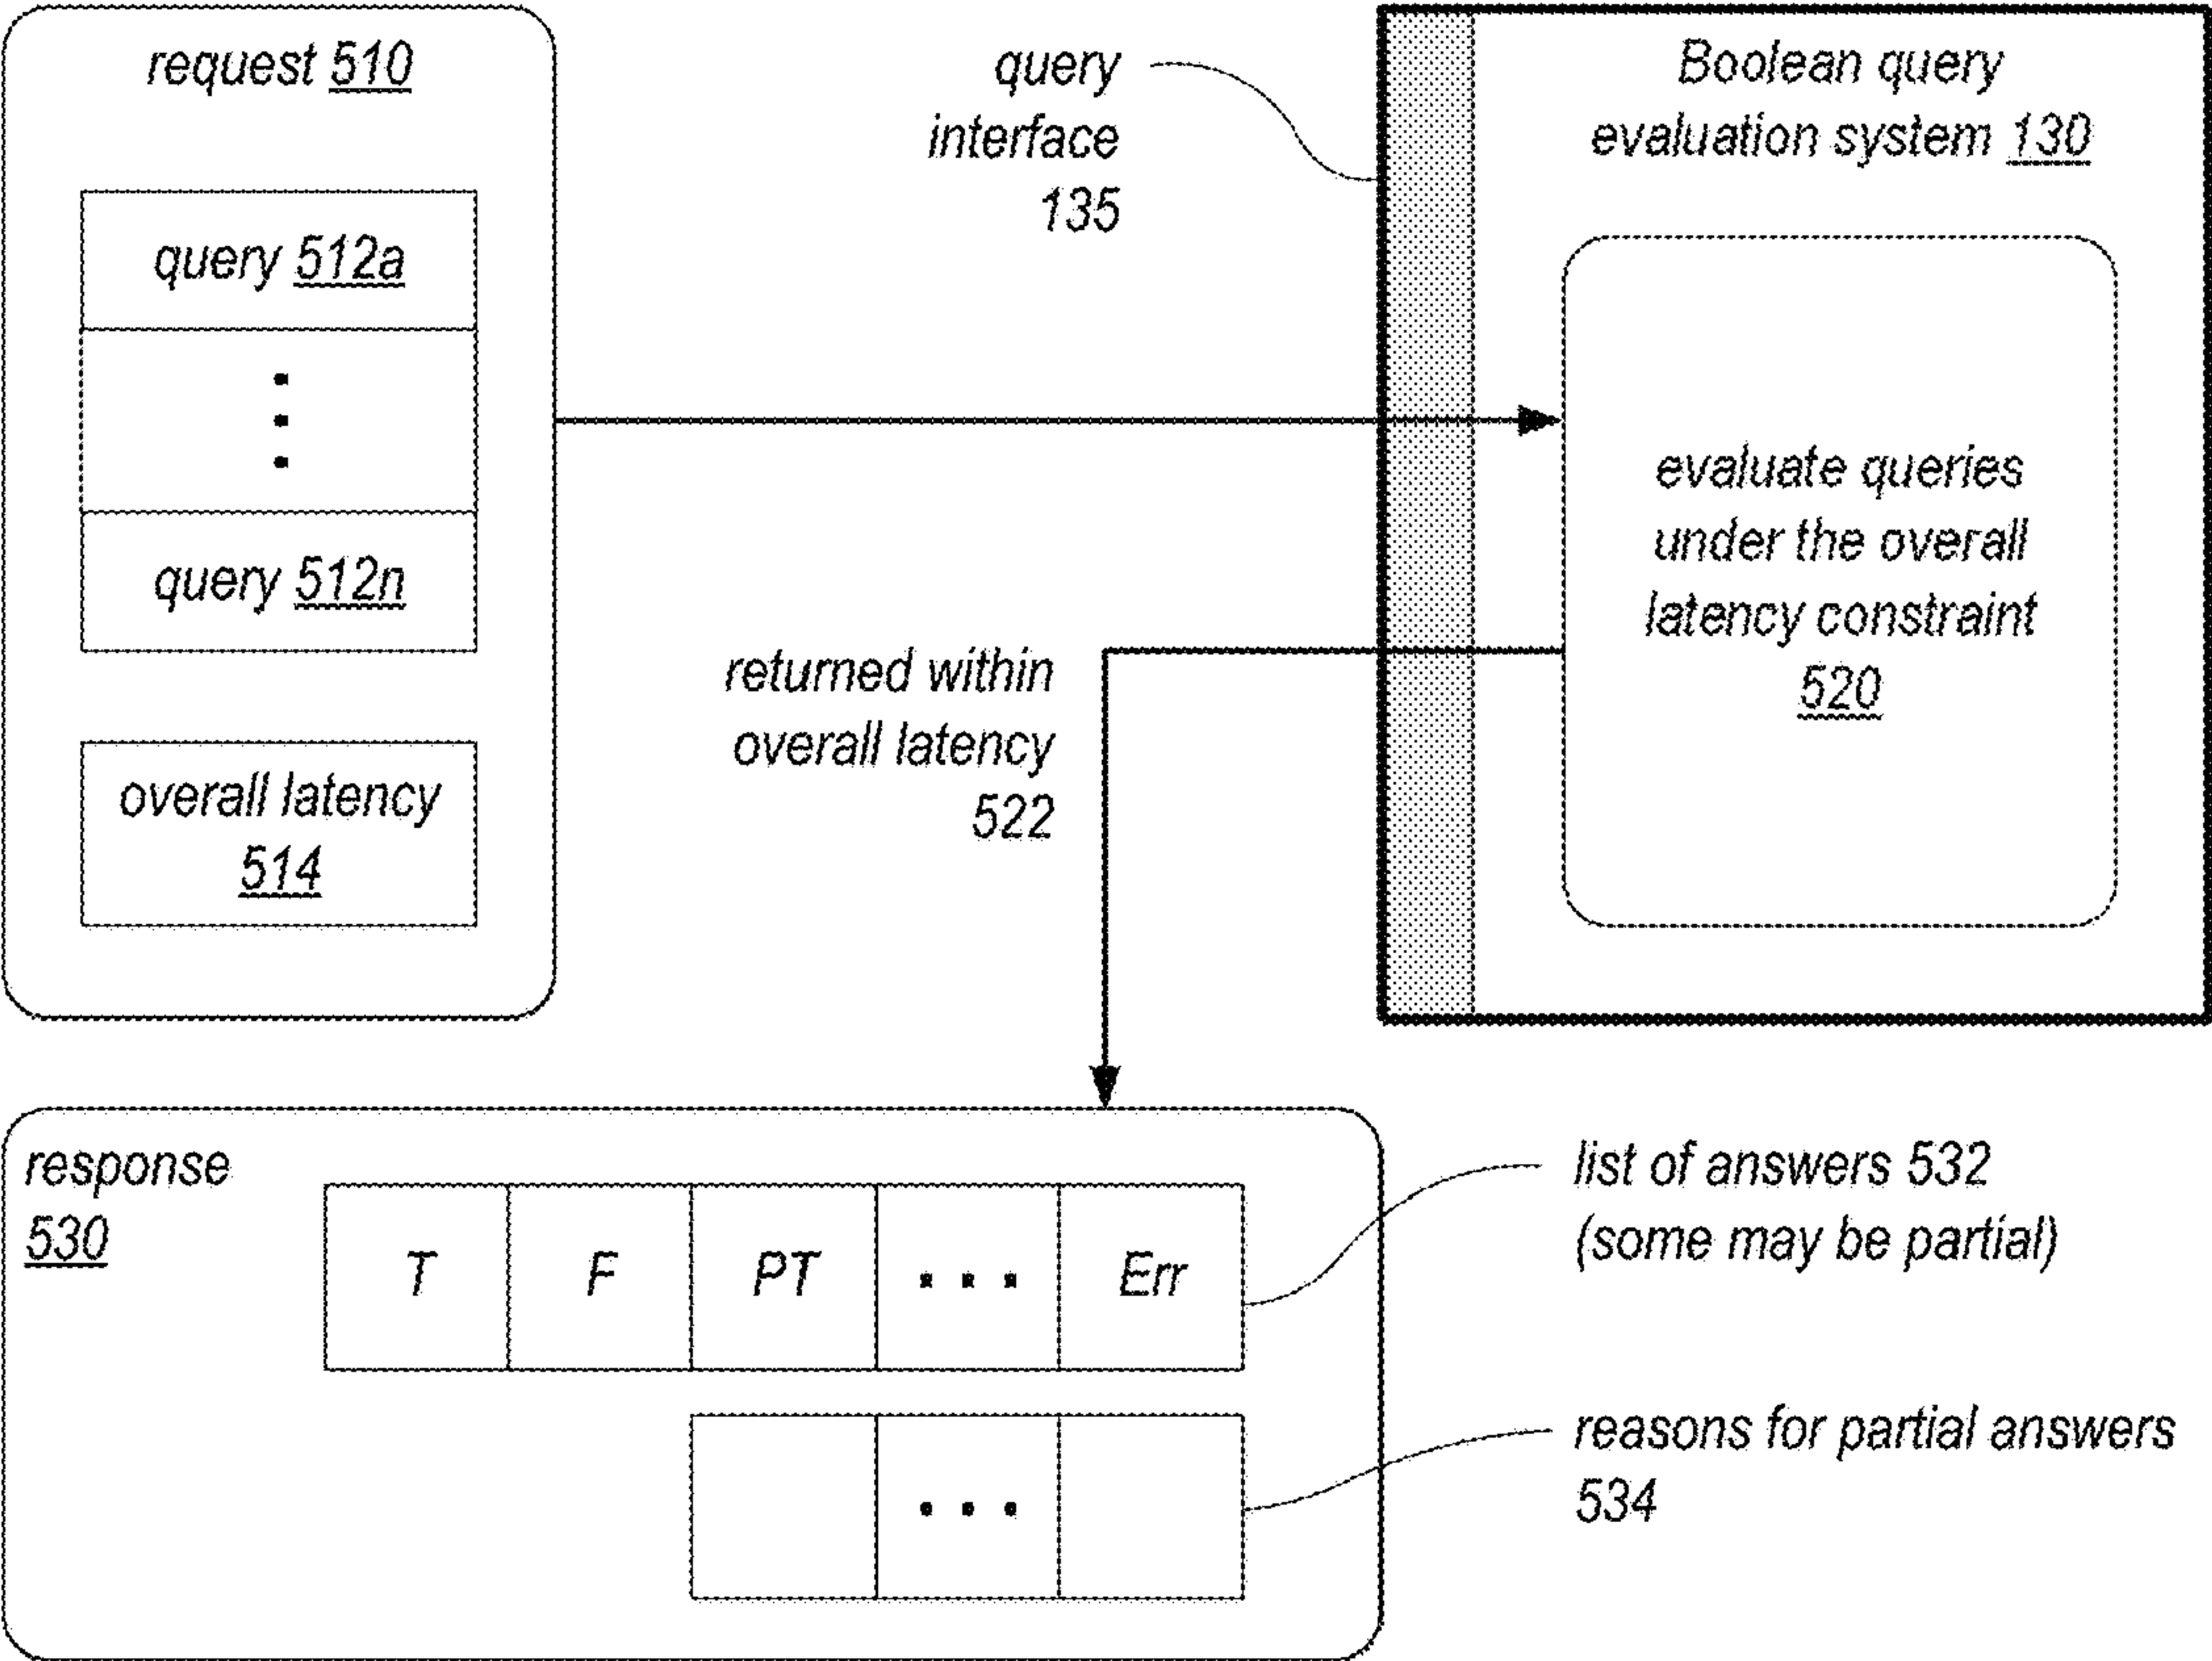 request 510
query 512a
query 512n
overall latency
514
query
interface
135
Boolean query
evaluation system 130
evaluate queries
under the overall
latency constraint
520
returned within
overall latency
522
response
530
T F PT ... Err
...
list of answers 532
(some may be partial)
reasons for partial answers
534